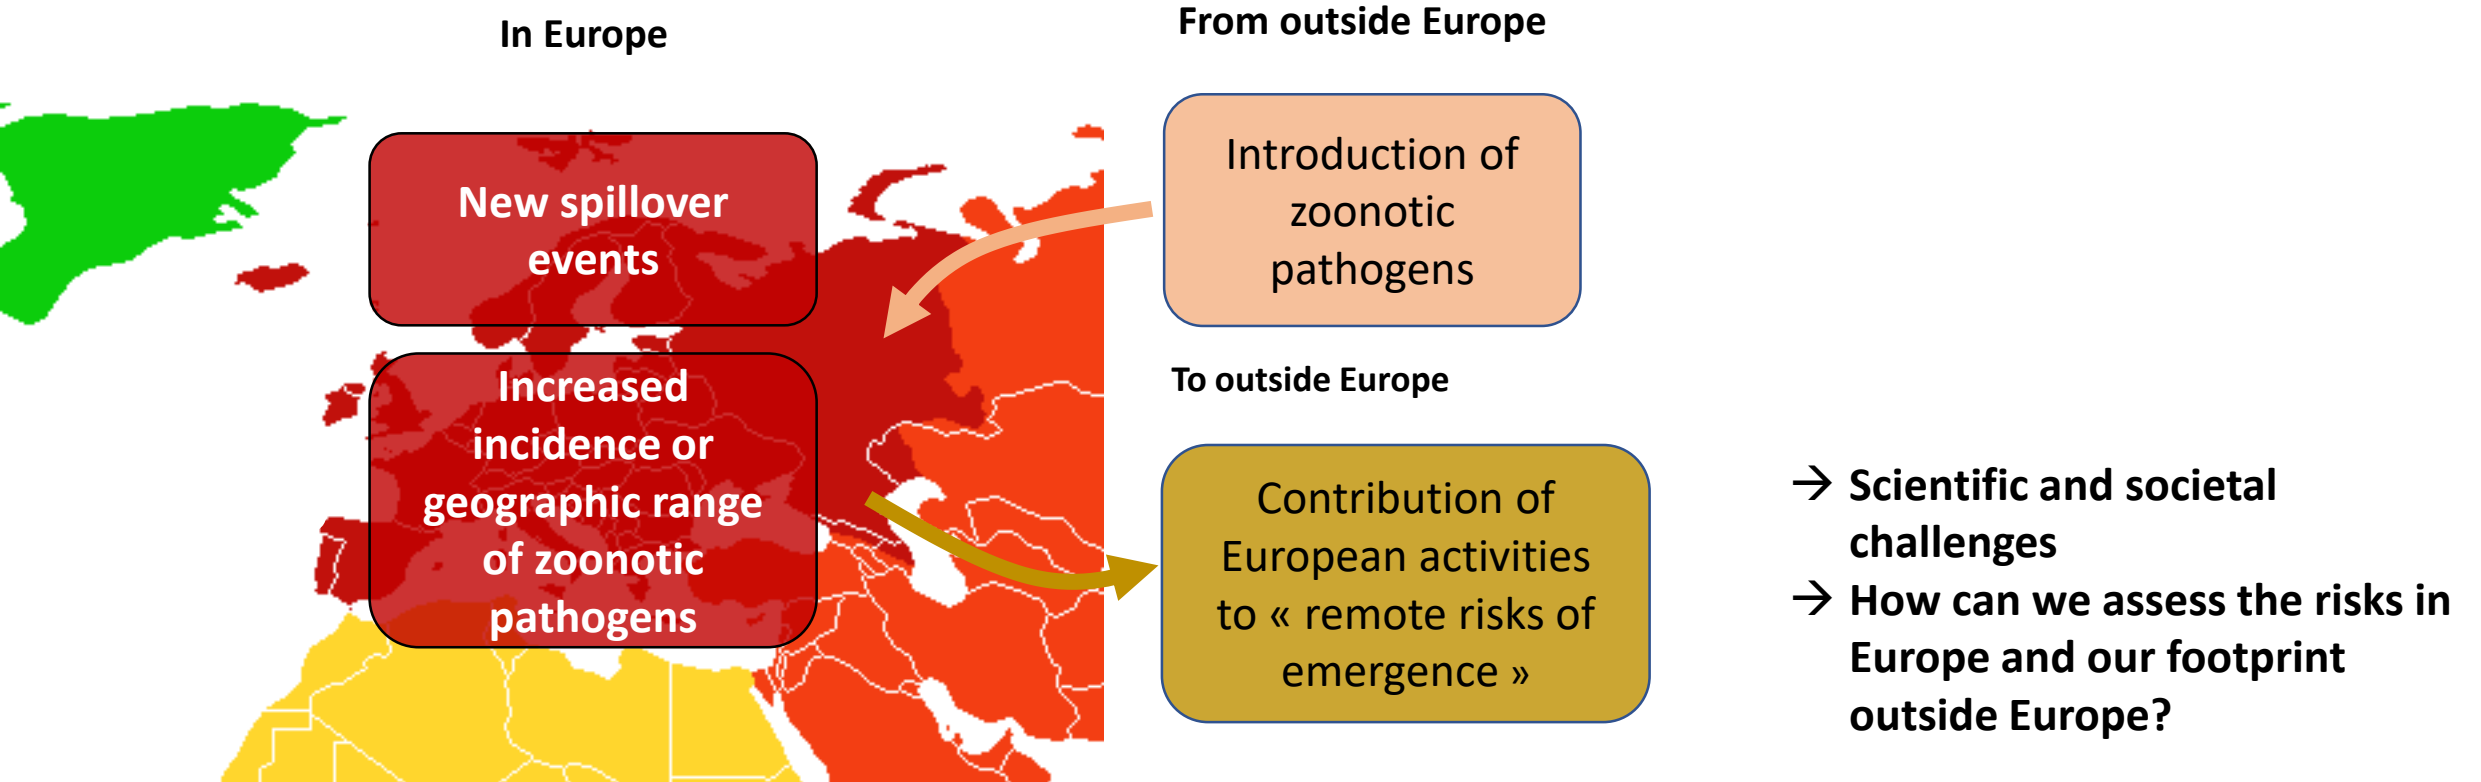 In Europe
New spillover
events
Increased
incidence or
geographic range
of zoonotic
pathogens
From outside Europe
Introduction of
zoonotic
pathogens
To outside Europe
Contribution of
European activities
to « remote risks of
emergence »
→ Scientific and societal
challenges
→ How can we assess the risks in
Europe and our footprint
outside Europe?